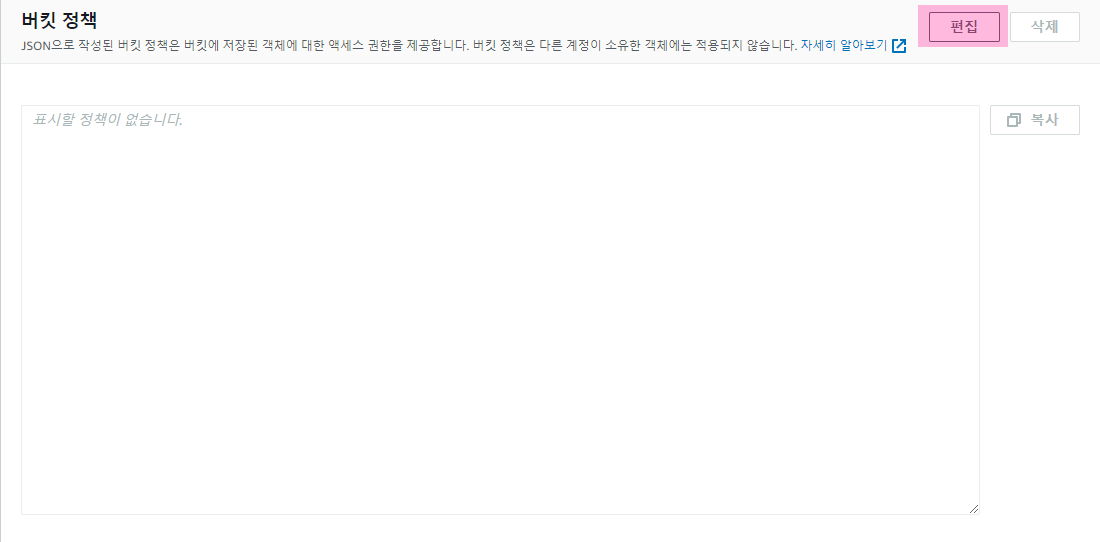 버킷 정책
편집
삭제
JSON으로 작성된 버킷 정책은 버킷에 저장된 객체에 대한 액세스 권한을 제공합니다. 버킷 정책은 다른 계정이 소유한 객체에는 적용되지 않습니다. 자세히 알아보기
표시할 정책이 없습니다.
복사